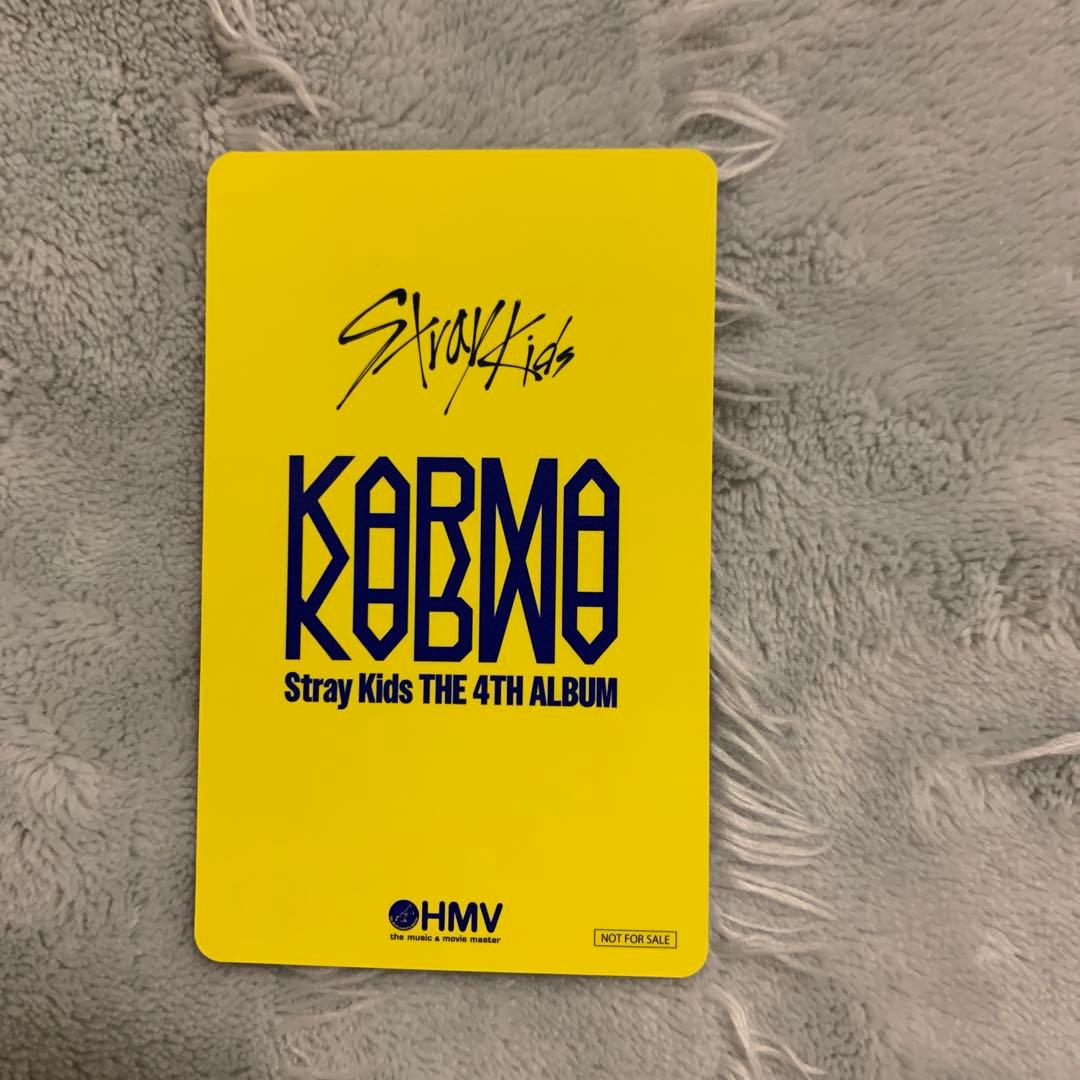 Stray Kids
KARMA
Stray Kids THE 4TH ALBUM
HMV
the music & movie master
NOT FOR SALE